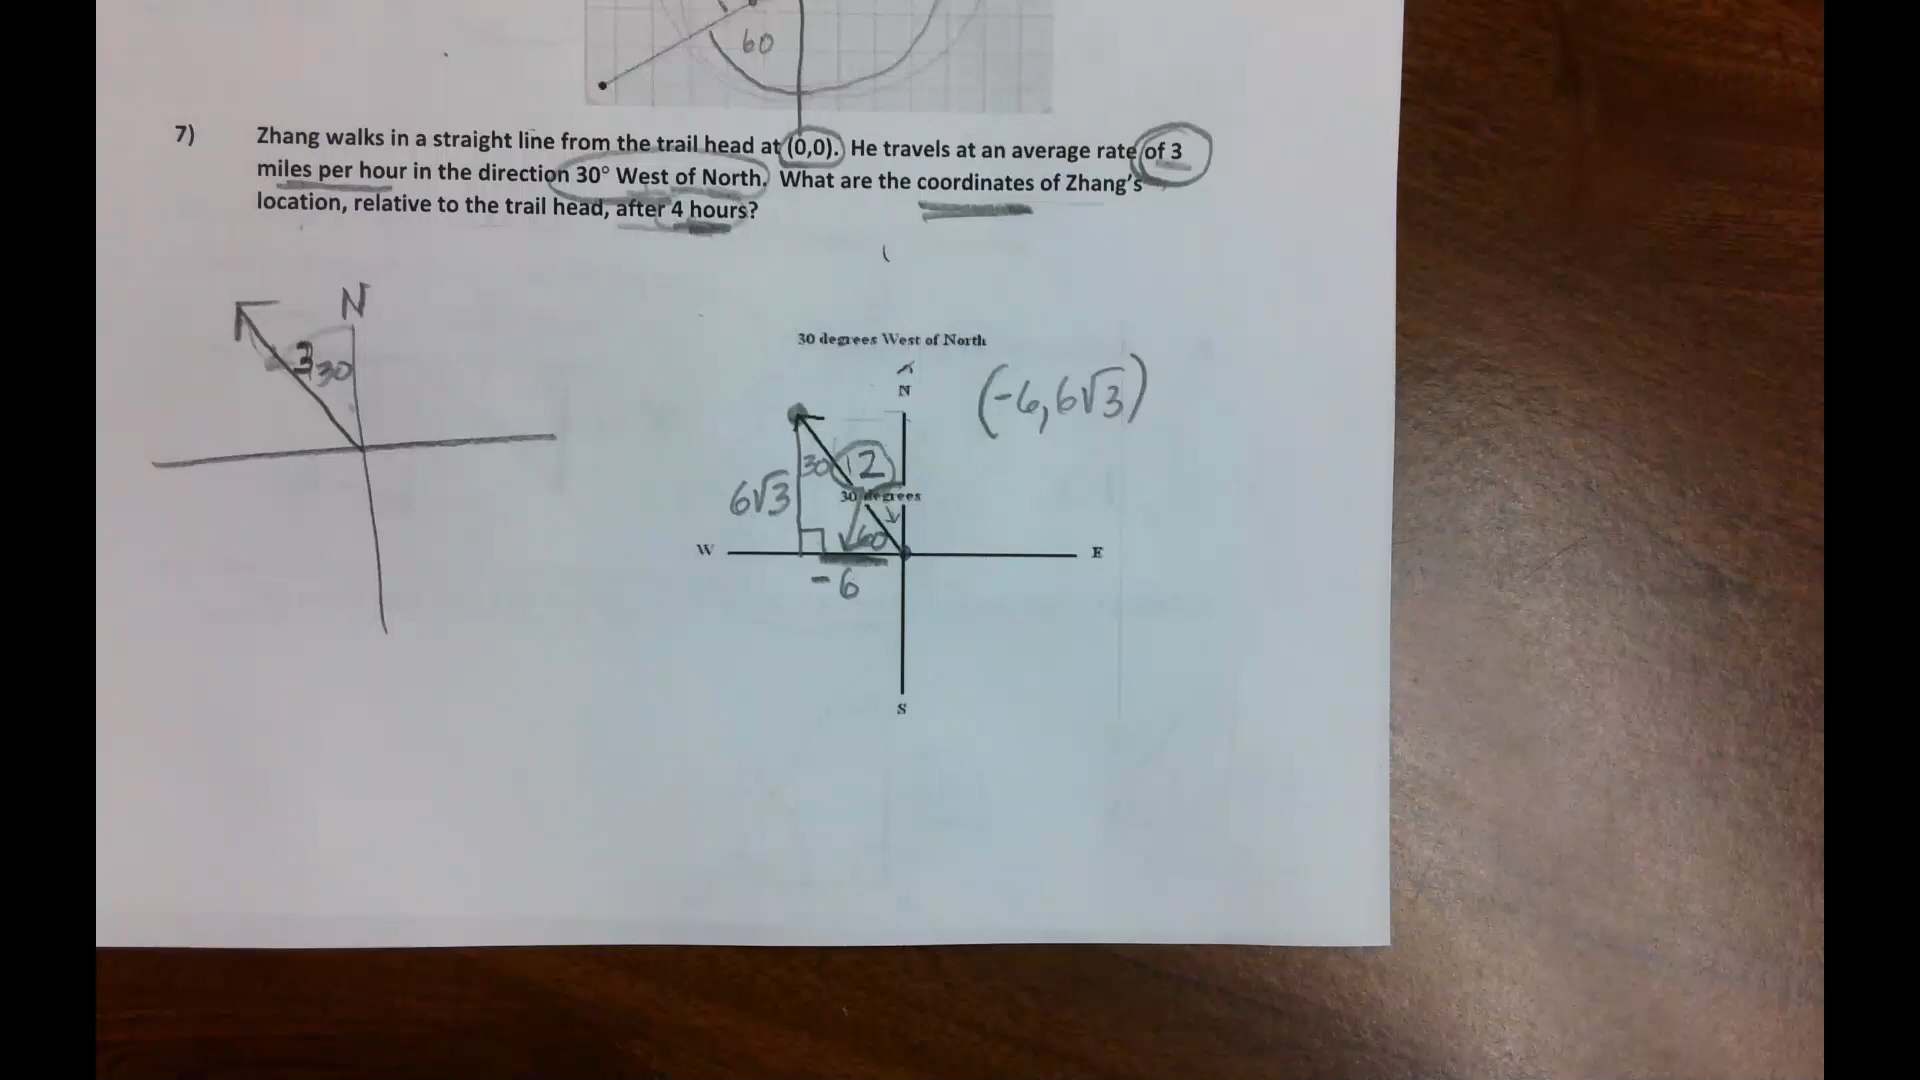 60
7) Zhang walks in a straight line from the trail head at (0,0). He travels at an average rate of 3
miles per hour in the direction 30° West of North. What are the coordinates of Zhang's
location, relative to the trail head, after 4 hours?
(
N
3 30
30 degrees West of North
N
(-6, 6√3)
30 12
6√3
30 degrees
60
W
E
-6
S